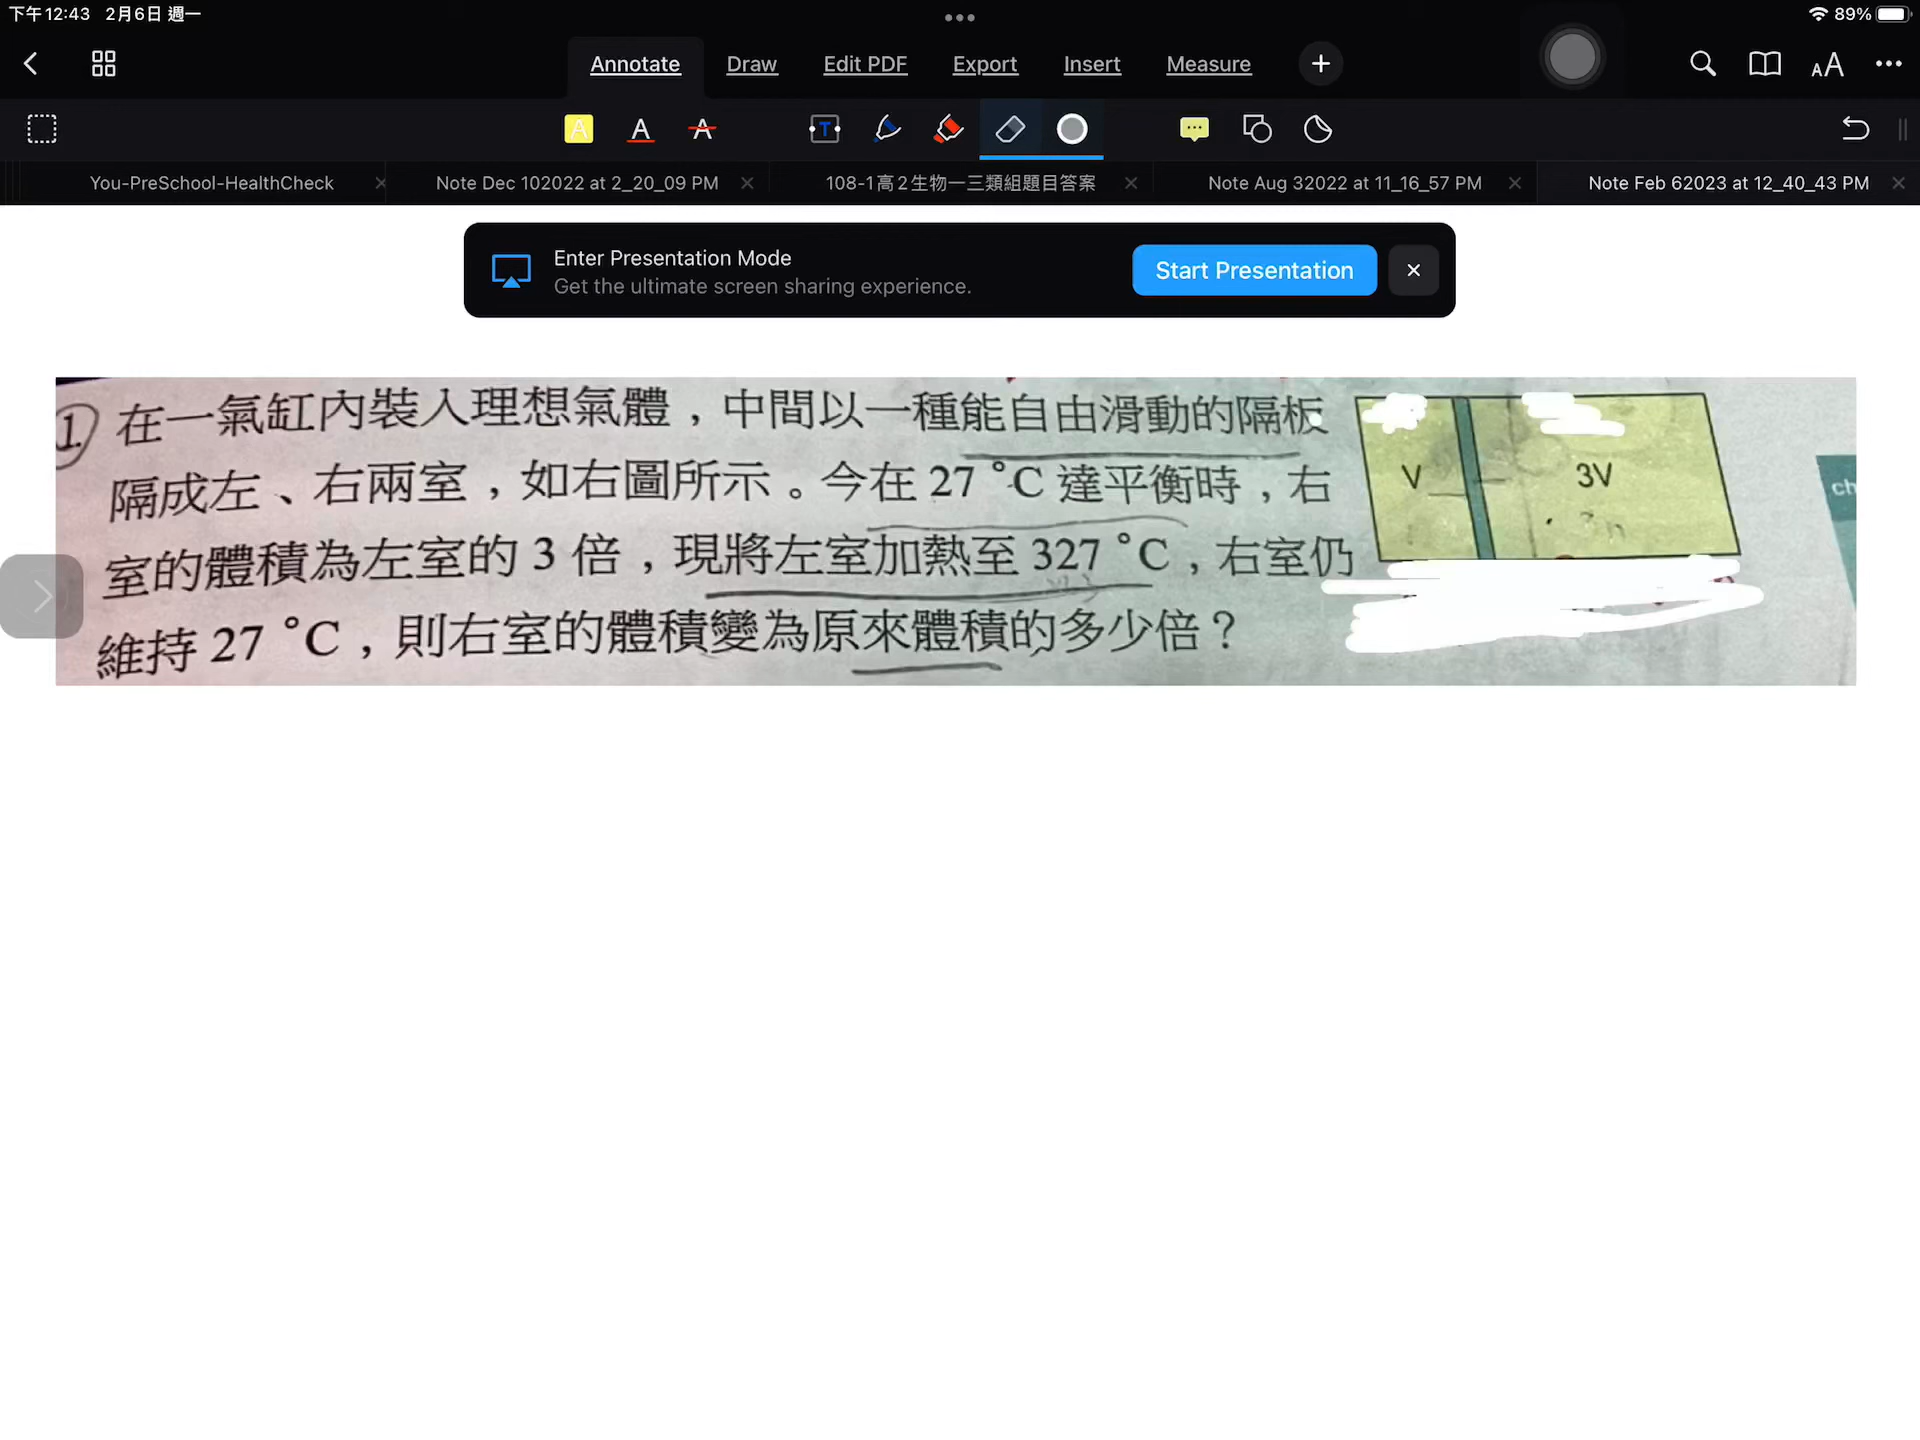 下午12:43 2月6日 週一
89%
Annotate Draw Edit PDF Export Insert Measure
You-PreSchool-HealthCheck
Note Dec 102022 at 2_20_09 PM
108-1高2生物一三類組題目答案
Note Aug 32022 at 11_16_57 PM
Note Feb 62023 at 12_40_43 PM
Enter Presentation Mode
Get the ultimate screen sharing experience.
Start Presentation
1 在一氣缸內裝入理想氣體，中間以一種能自由滑動的隔板
隔成左、右兩室，如右圖所示。今在 27 °C 達平衡時，右
室的體積為左室的 3 倍，現將左室加熱至 327 °C，右室仍
維持 27 °C，則右室的體積變為原來體積的多少倍？
V 3V
3n
ch